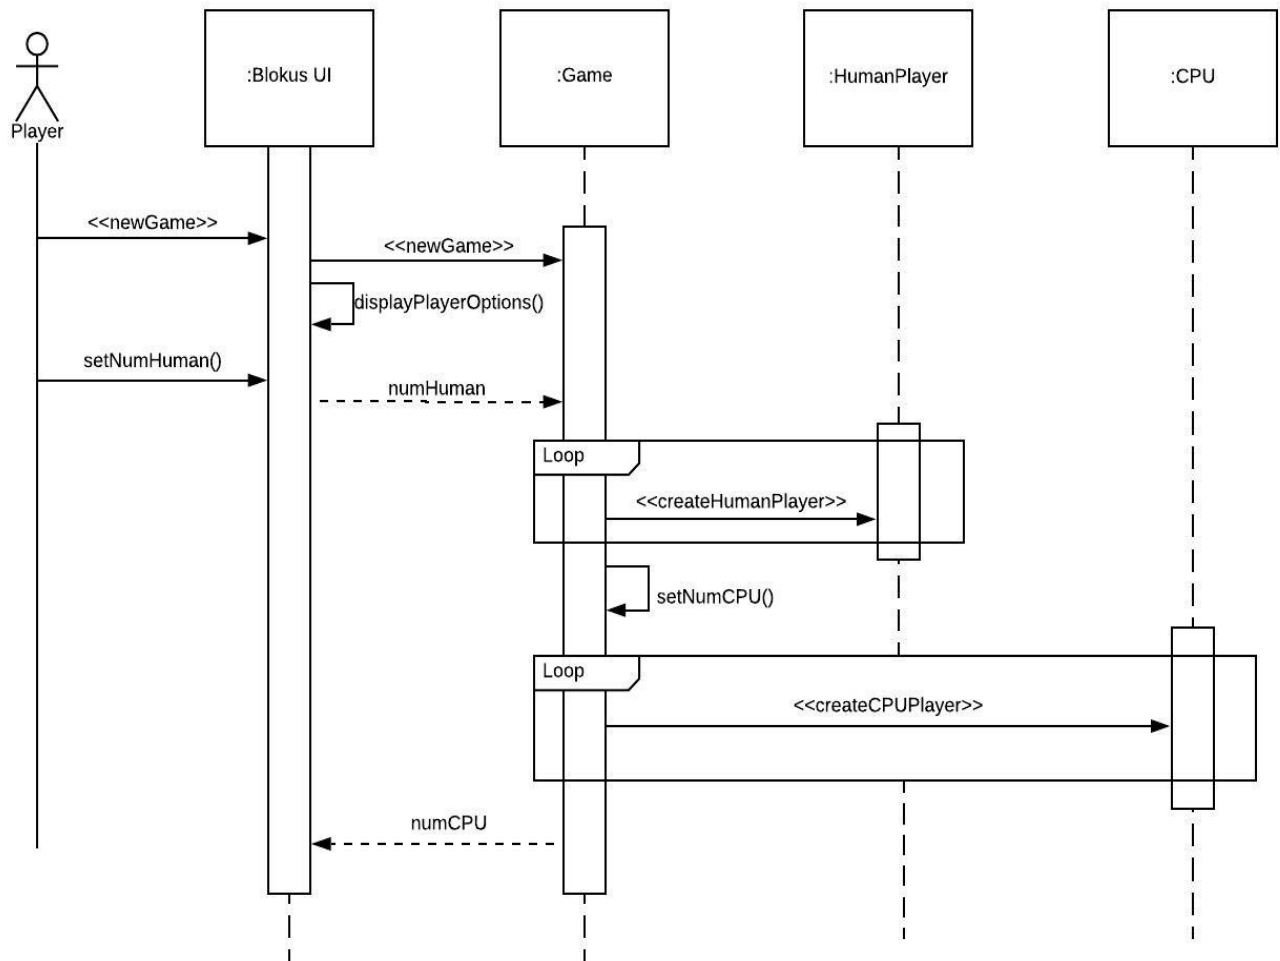 :Blokus UI
:Game
:HumanPlayer
:CPU
Player
<<newGame>>
<<newGame>>
displayPlayerOptions()
setNumHuman()
numHuman
Loop
<<createHumanPlayer>>
setNumCPU()
Loop
<<createCPUPlayer>>
numCPU